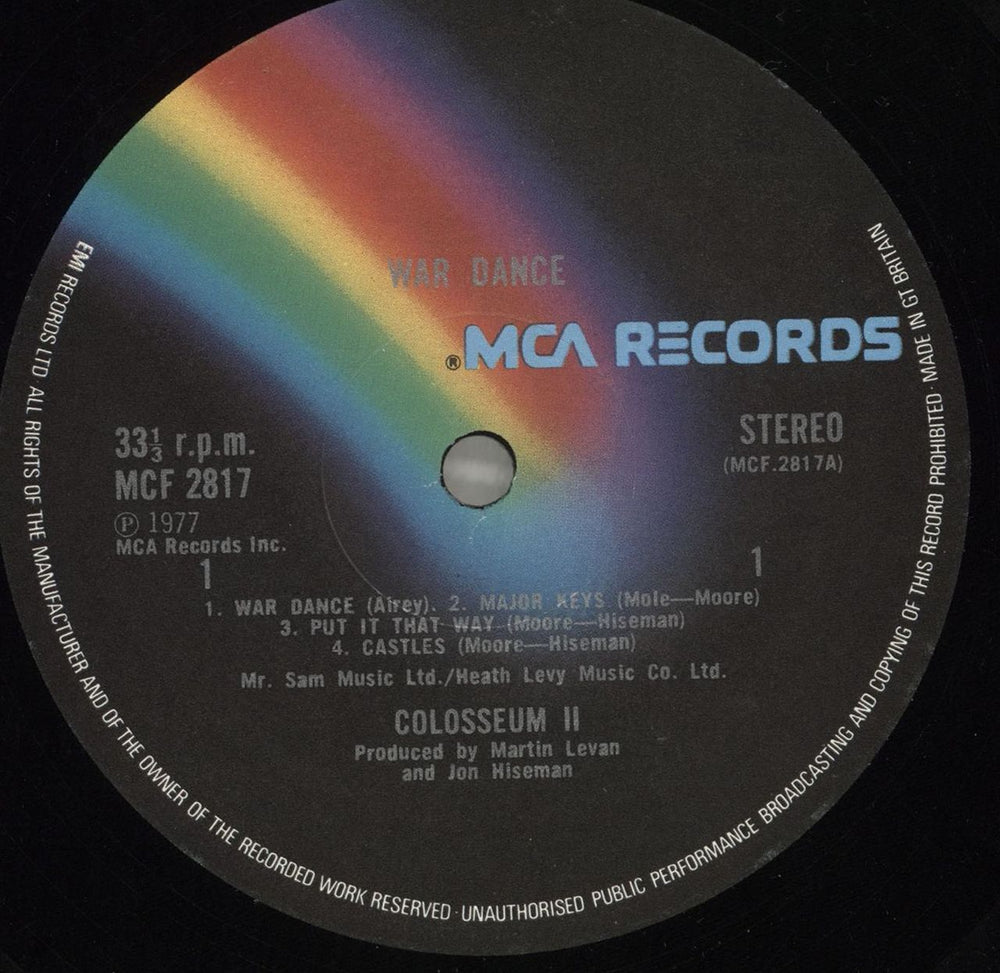 WAR DANCE
® MCA RECORDS
33⅓ r.p.m.
MCF 2817
Ⓟ 1977
MCA Records Inc.
1
STEREO
(MCF.2817A)
1
1. WAR DANCE (Airey). 2. MAJOR KEYS (Mole—Moore)
3. PUT IT THAT WAY (Moore—Hiseman)
4. CASTLES (Moore—Hiseman)
Mr. Sam Music Ltd./Heath Levy Music Co. Ltd.
COLOSSEUM II
Produced by Martin Levan
and Jon Hiseman
EMI RECORDS LTD ALL RIGHTS OF THE MANUFACTURER AND OF THE OWNER OF THE RECORDED WORK RESERVED · UNAUTHORISED PUBLIC PERFORMANCE BROADCASTING AND COPYING OF THIS RECORD PROHIBITED · MADE IN GT BRITAIN